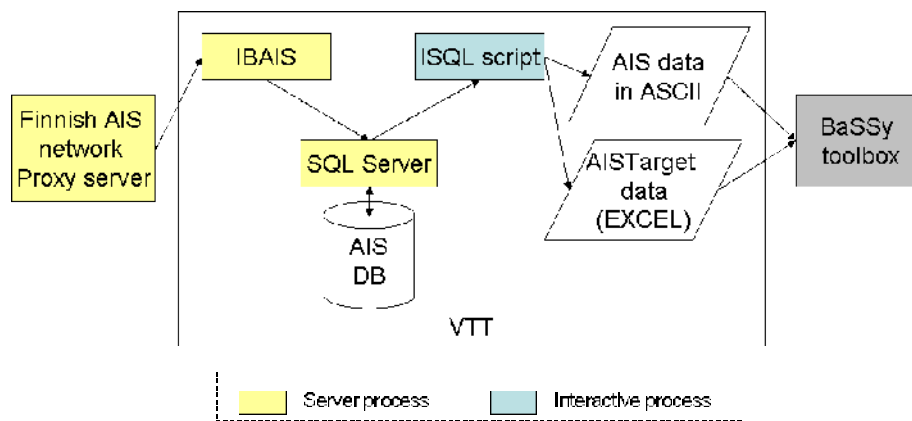 Finnish AIS
network
Proxy server
IBAIS
SQL Server
AIS
DB
ISQL script
AIS data
in ASCII
AISTarget
data
(EXCEL)
BaSSy
toolbox
VTT
Server process
Interactive process